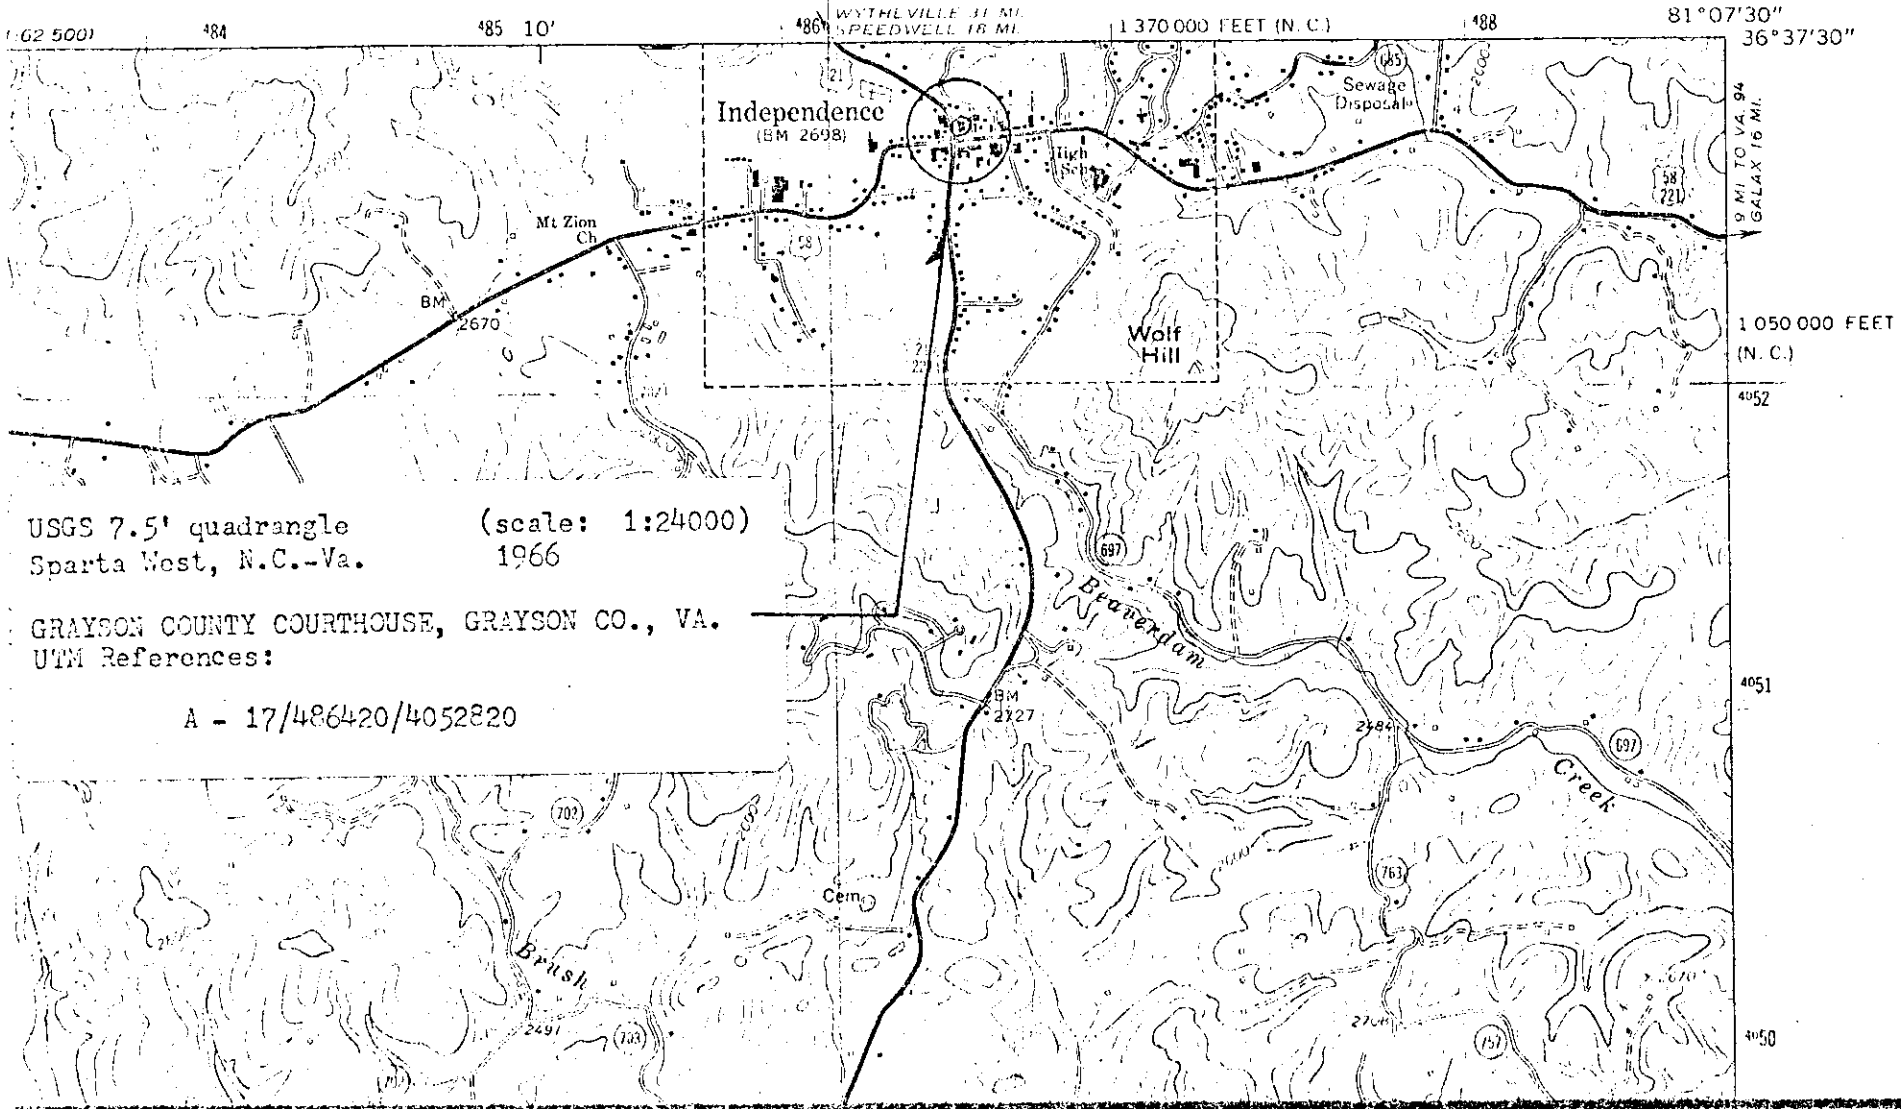 WYTHEVILLE 31 MI.
SPEEDWELL 18 MI.
1:62 500)
484
485
10'
486
1 370 000 FEET (N. C.)
488
81°07'30"
36°37'30"
21
685
Sewage
Disposal
Independence
(BM 2698)
High
Sch
9 MI. TO VA. 94
GALAX 16 MI.
58
221
Mt Zion
Ch
58
BM
2670
Wolf
Hill
1 050 000 FEET
(N. C.)
4052
USGS 7.5' quadrangle (scale: 1:24000)
Sparta West, N.C.-Va. 1966
GRAYSON COUNTY COURTHOUSE, GRAYSON CO., VA.
UTM References:
A - 17/486420/4052820
697
Beaverdam
4051
BM
2727
2484
697
Creek
702
763
Cem
Brush
2491
703
757
4050